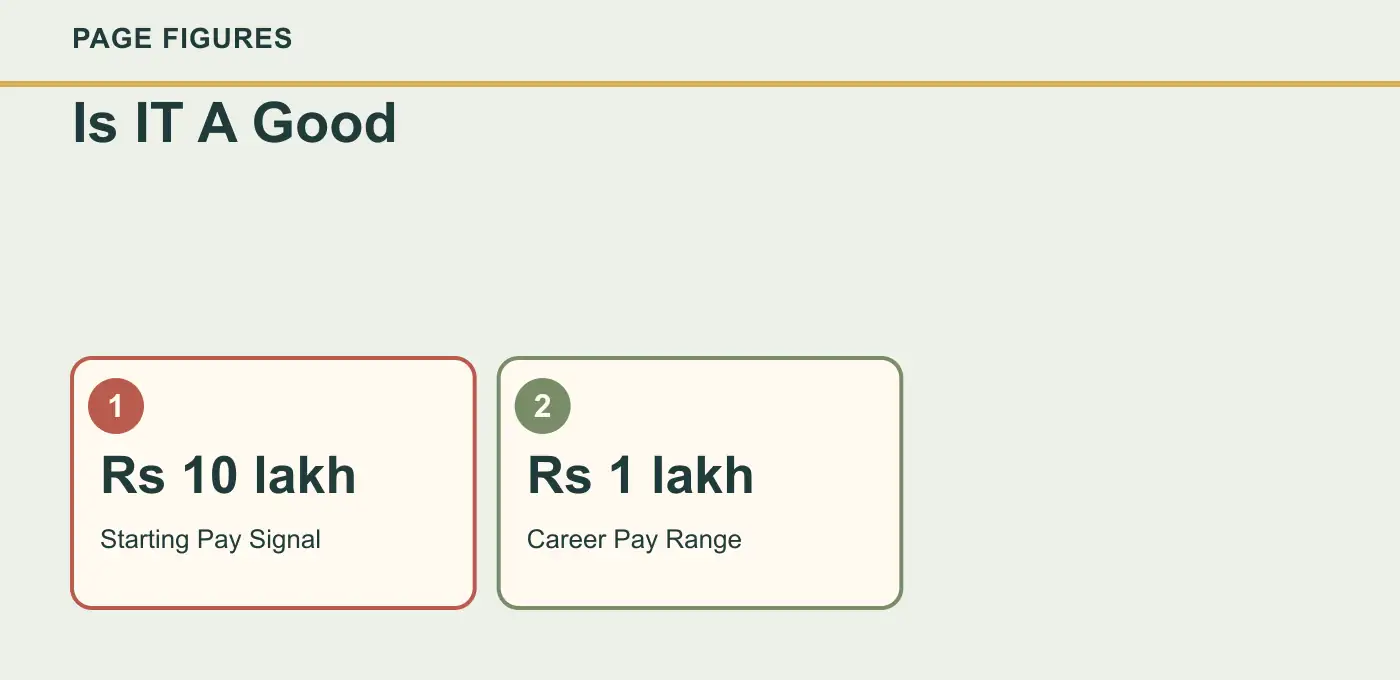 PAGE FIGURES
Is IT A Good
1
Rs 10 lakh
Starting Pay Signal
2
Rs 1 lakh
Career Pay Range